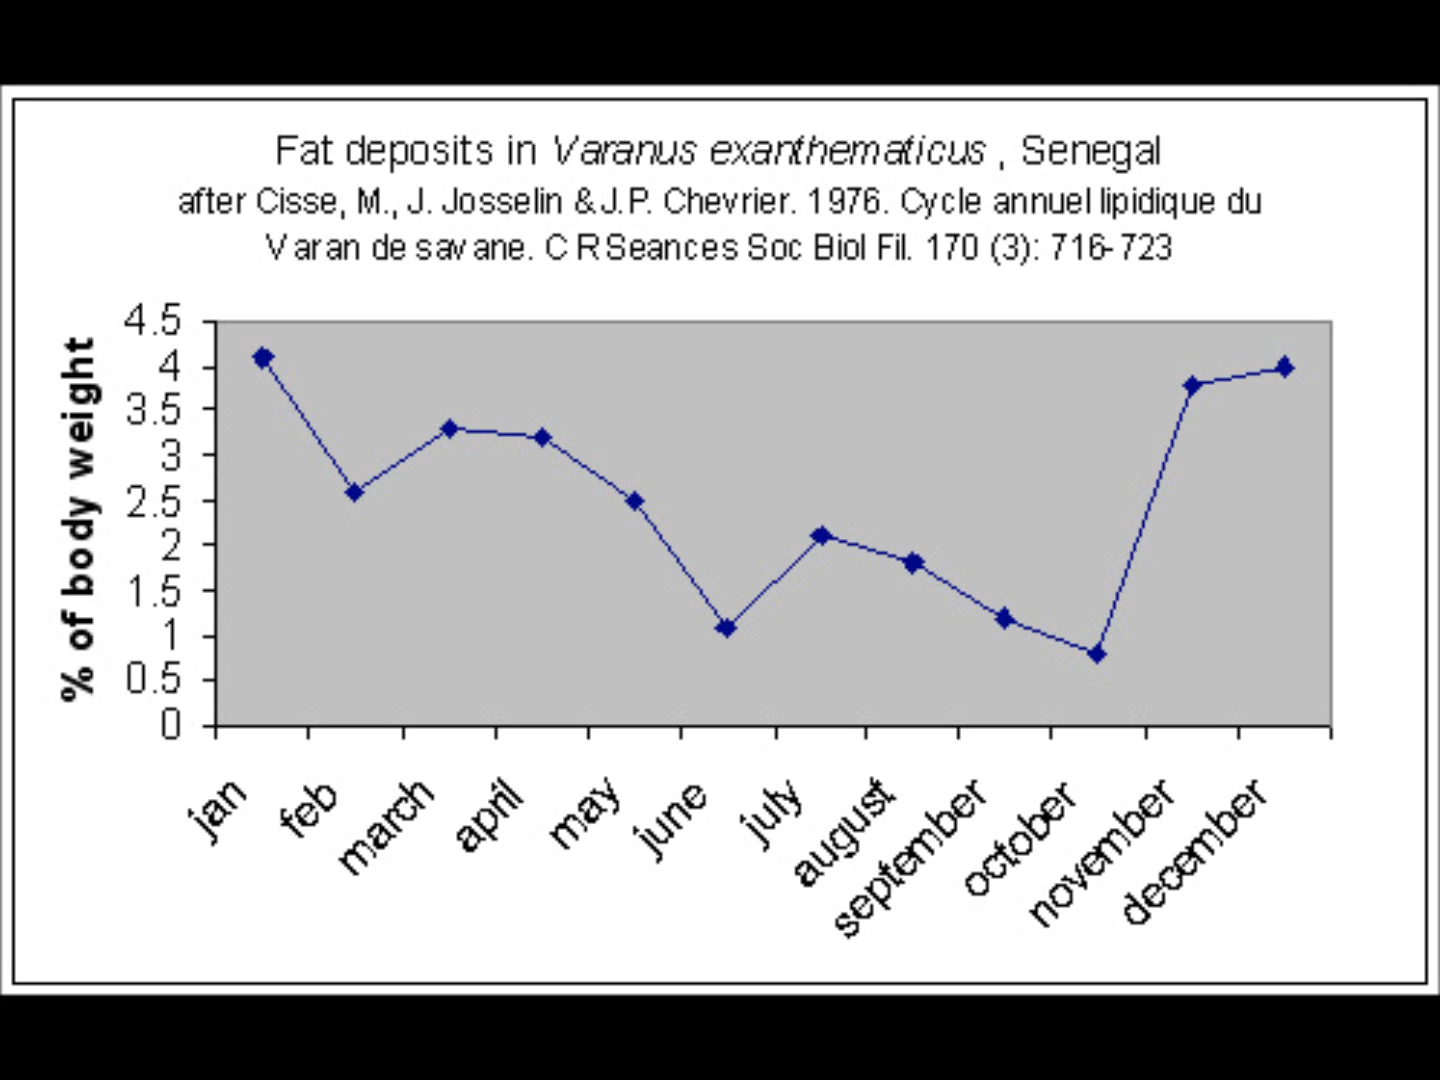 Fat deposits in Varanus exanthematicus , Senegal
after Cisse, M., J. Josselin & J.P. Chevrier. 1976. Cycle annuel lipidique du
Varan de savane. C R Seances Soc Biol Fil. 170 (3): 716-723
% of body weight
4.5
4
3.5
3
2.5
2
1.5
1
0.5
0
jan
feb
march
april
may
june
july
august
september
october
november
december